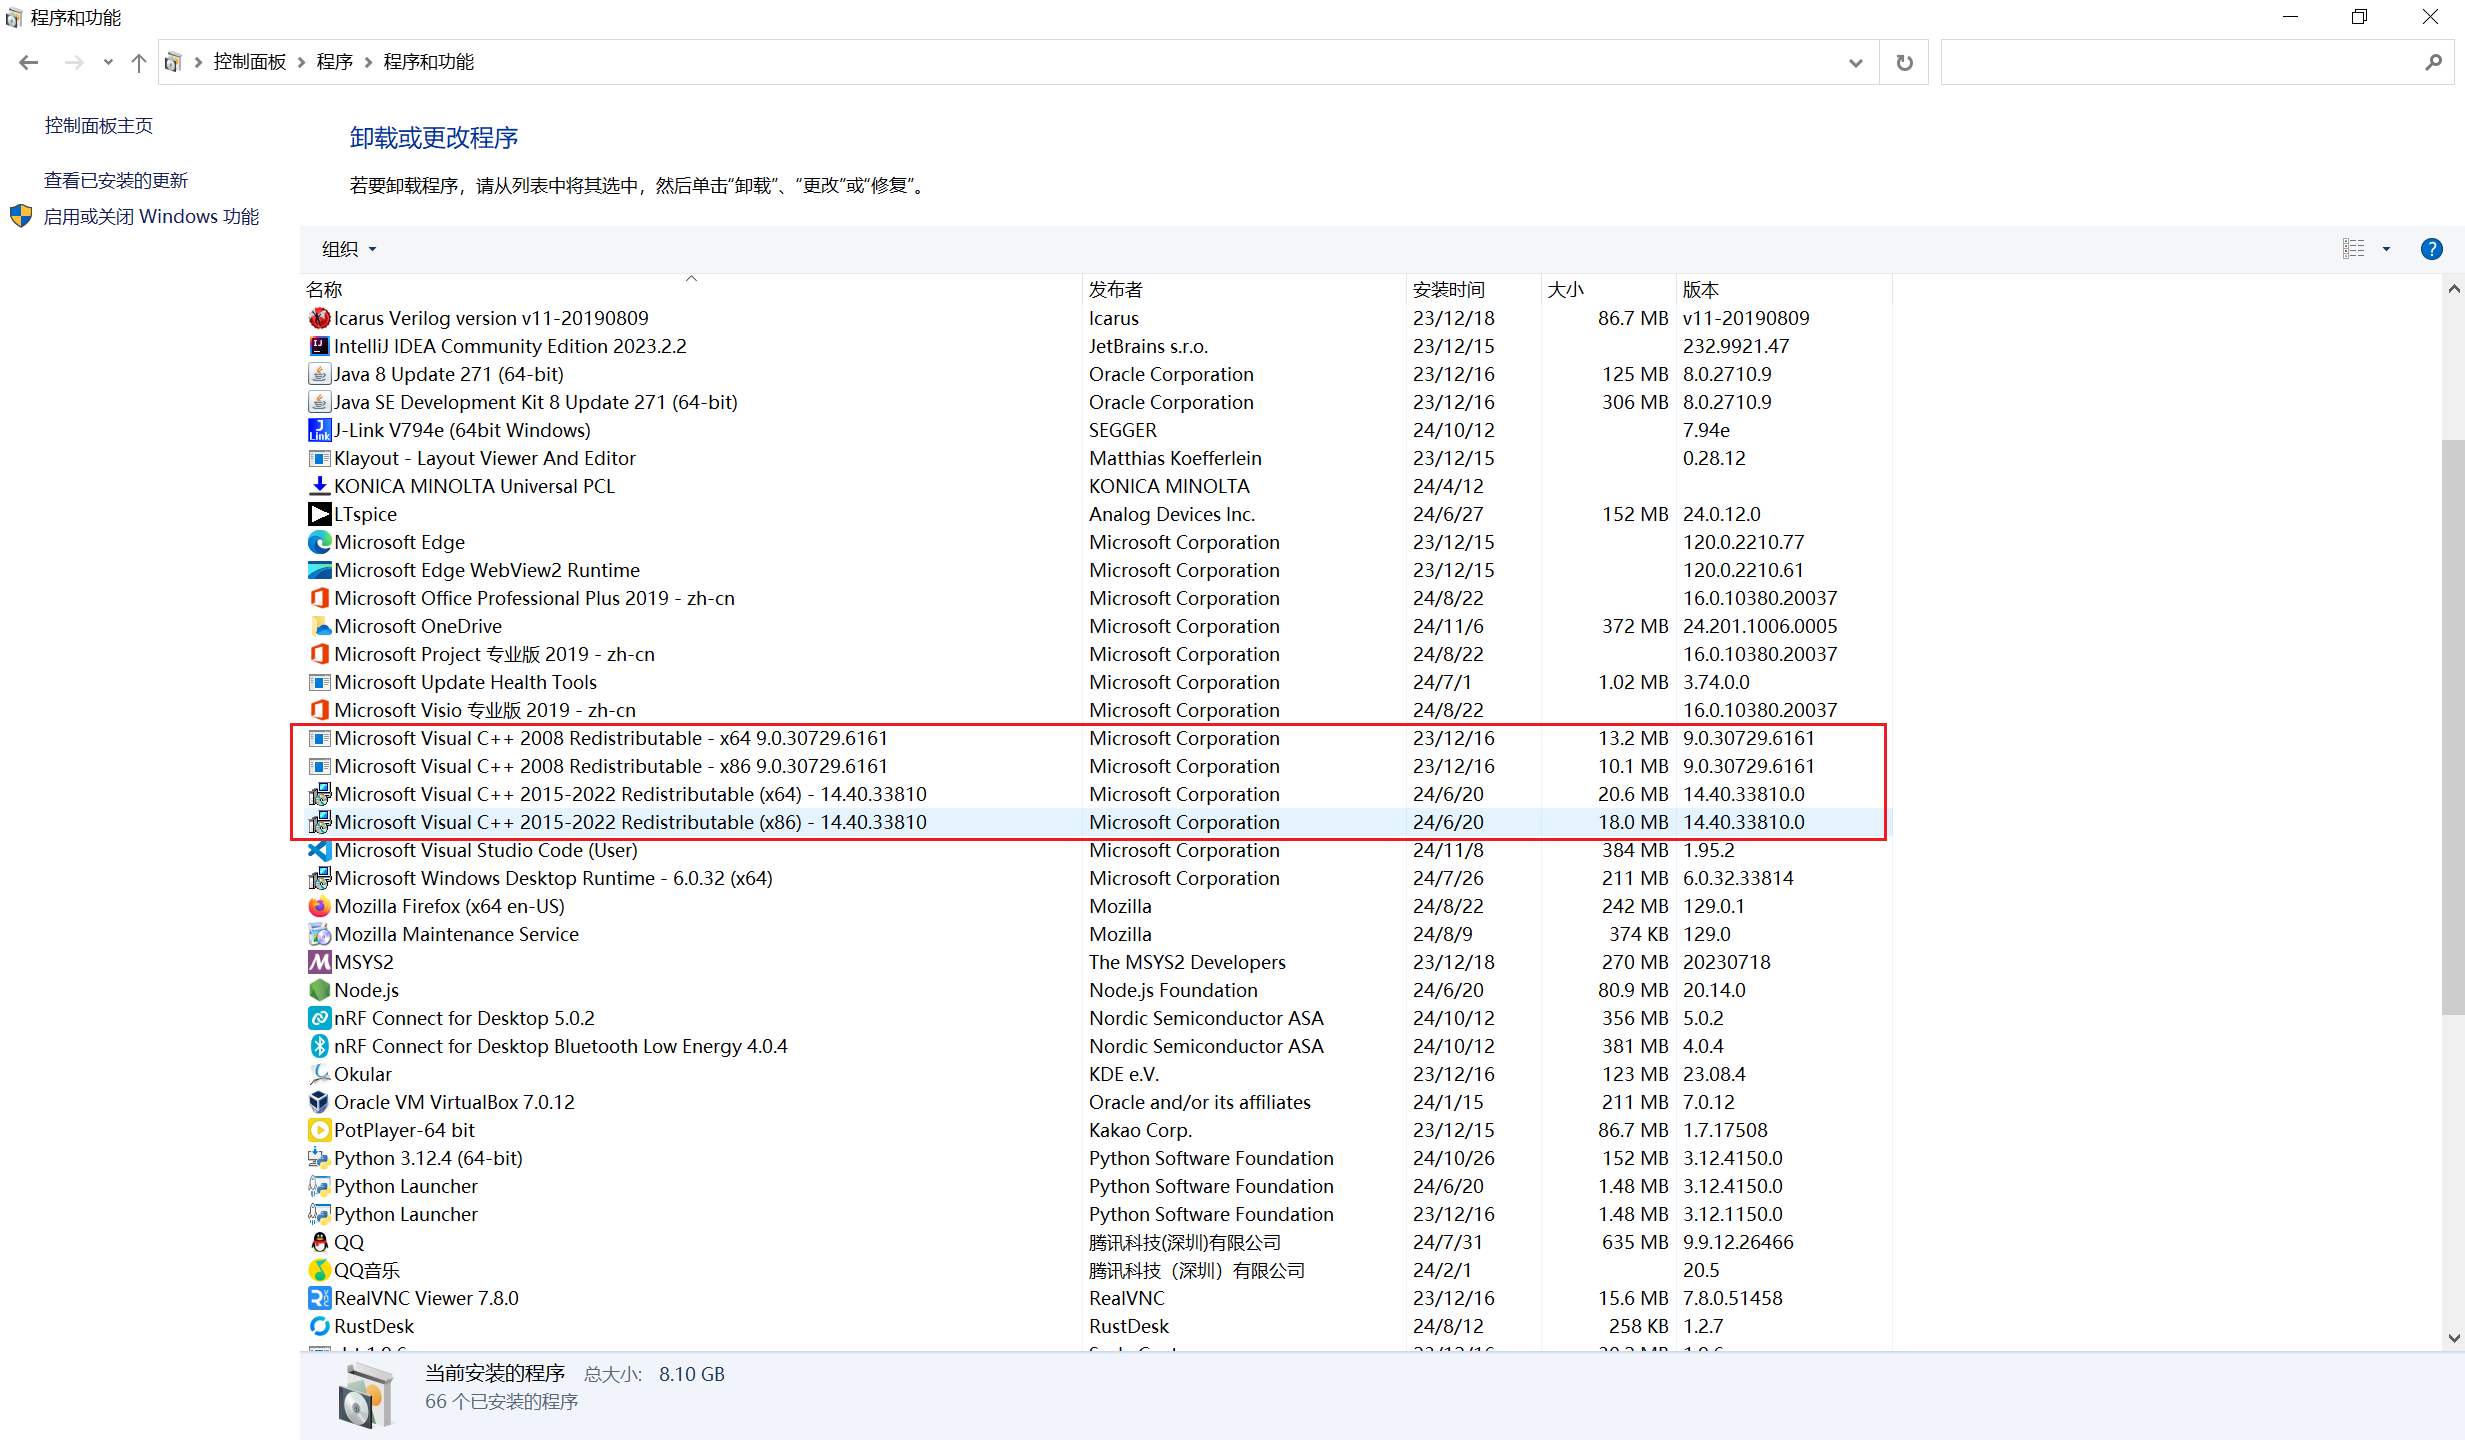 程序和功能
控制面板 程序 程序和功能
控制面板主页
查看已安装的更新
启用或关闭 Windows 功能
卸载或更改程序
若要卸载程序，请从列表中将其选中，然后单击“卸载”、“更改”或“修复”。
组织
名称 发布者 安装时间 大小 版本
Icarus Verilog version v11-20190809 Icarus 23/12/18 86.7 MB v11-20190809
IntelliJ IDEA Community Edition 2023.2.2 JetBrains s.r.o. 23/12/15 232.9921.47
Java 8 Update 271 (64-bit) Oracle Corporation 23/12/16 125 MB 8.0.2710.9
Java SE Development Kit 8 Update 271 (64-bit) Oracle Corporation 23/12/16 306 MB 8.0.2710.9
J-Link V794e (64bit Windows) SEGGER 24/10/12 7.94e
Klayout - Layout Viewer And Editor Matthias Koefferlein 23/12/15 0.28.12
KONICA MINOLTA Universal PCL KONICA MINOLTA 24/4/12
LTspice Analog Devices Inc. 24/6/27 152 MB 24.0.12.0
Microsoft Edge Microsoft Corporation 23/12/15 120.0.2210.77
Microsoft Edge WebView2 Runtime Microsoft Corporation 23/12/15 120.0.2210.61
Microsoft Office Professional Plus 2019 - zh-cn Microsoft Corporation 24/8/22 16.0.10380.20037
Microsoft OneDrive Microsoft Corporation 24/11/6 372 MB 24.201.1006.0005
Microsoft Project 专业版 2019 - zh-cn Microsoft Corporation 24/8/22 16.0.10380.20037
Microsoft Update Health Tools Microsoft Corporation 24/7/1 1.02 MB 3.74.0.0
Microsoft Visio 专业版 2019 - zh-cn Microsoft Corporation 24/8/22 16.0.10380.20037
Microsoft Visual C++ 2008 Redistributable - x64 9.0.30729.6161 Microsoft Corporation 23/12/16 13.2 MB 9.0.30729.6161
Microsoft Visual C++ 2008 Redistributable - x86 9.0.30729.6161 Microsoft Corporation 23/12/16 10.1 MB 9.0.30729.6161
Microsoft Visual C++ 2015-2022 Redistributable (x64) - 14.40.33810 Microsoft Corporation 24/6/20 20.6 MB 14.40.33810.0
Microsoft Visual C++ 2015-2022 Redistributable (x86) - 14.40.33810 Microsoft Corporation 24/6/20 18.0 MB 14.40.33810.0
Microsoft Visual Studio Code (User) Microsoft Corporation 24/11/8 384 MB 1.95.2
Microsoft Windows Desktop Runtime - 6.0.32 (x64) Microsoft Corporation 24/7/26 211 MB 6.0.32.33814
Mozilla Firefox (x64 en-US) Mozilla 24/8/22 242 MB 129.0.1
Mozilla Maintenance Service Mozilla 24/8/9 374 KB 129.0
MSYS2 The MSYS2 Developers 23/12/18 270 MB 20230718
Node.js Node.js Foundation 24/6/20 80.9 MB 20.14.0
nRF Connect for Desktop 5.0.2 Nordic Semiconductor ASA 24/10/12 356 MB 5.0.2
nRF Connect for Desktop Bluetooth Low Energy 4.0.4 Nordic Semiconductor ASA 24/10/12 381 MB 4.0.4
Okular KDE e.V. 23/12/16 123 MB 23.08.4
Oracle VM VirtualBox 7.0.12 Oracle and/or its affiliates 24/1/15 211 MB 7.0.12
PotPlayer-64 bit Kakao Corp. 23/12/15 86.7 MB 1.7.17508
Python 3.12.4 (64-bit) Python Software Foundation 24/10/26 152 MB 3.12.4150.0
Python Launcher Python Software Foundation 24/6/20 1.48 MB 3.12.4150.0
Python Launcher Python Software Foundation 23/12/16 1.48 MB 3.12.1150.0
QQ 腾讯科技(深圳)有限公司 24/7/31 635 MB 9.9.12.26466
QQ音乐 腾讯科技（深圳）有限公司 24/2/1 20.5
RealVNC Viewer 7.8.0 RealVNC 23/12/16 15.6 MB 7.8.0.51458
RustDesk RustDesk 24/8/12 258 KB 1.2.7
当前安装的程序 总大小: 8.10 GB
66 个已安装的程序